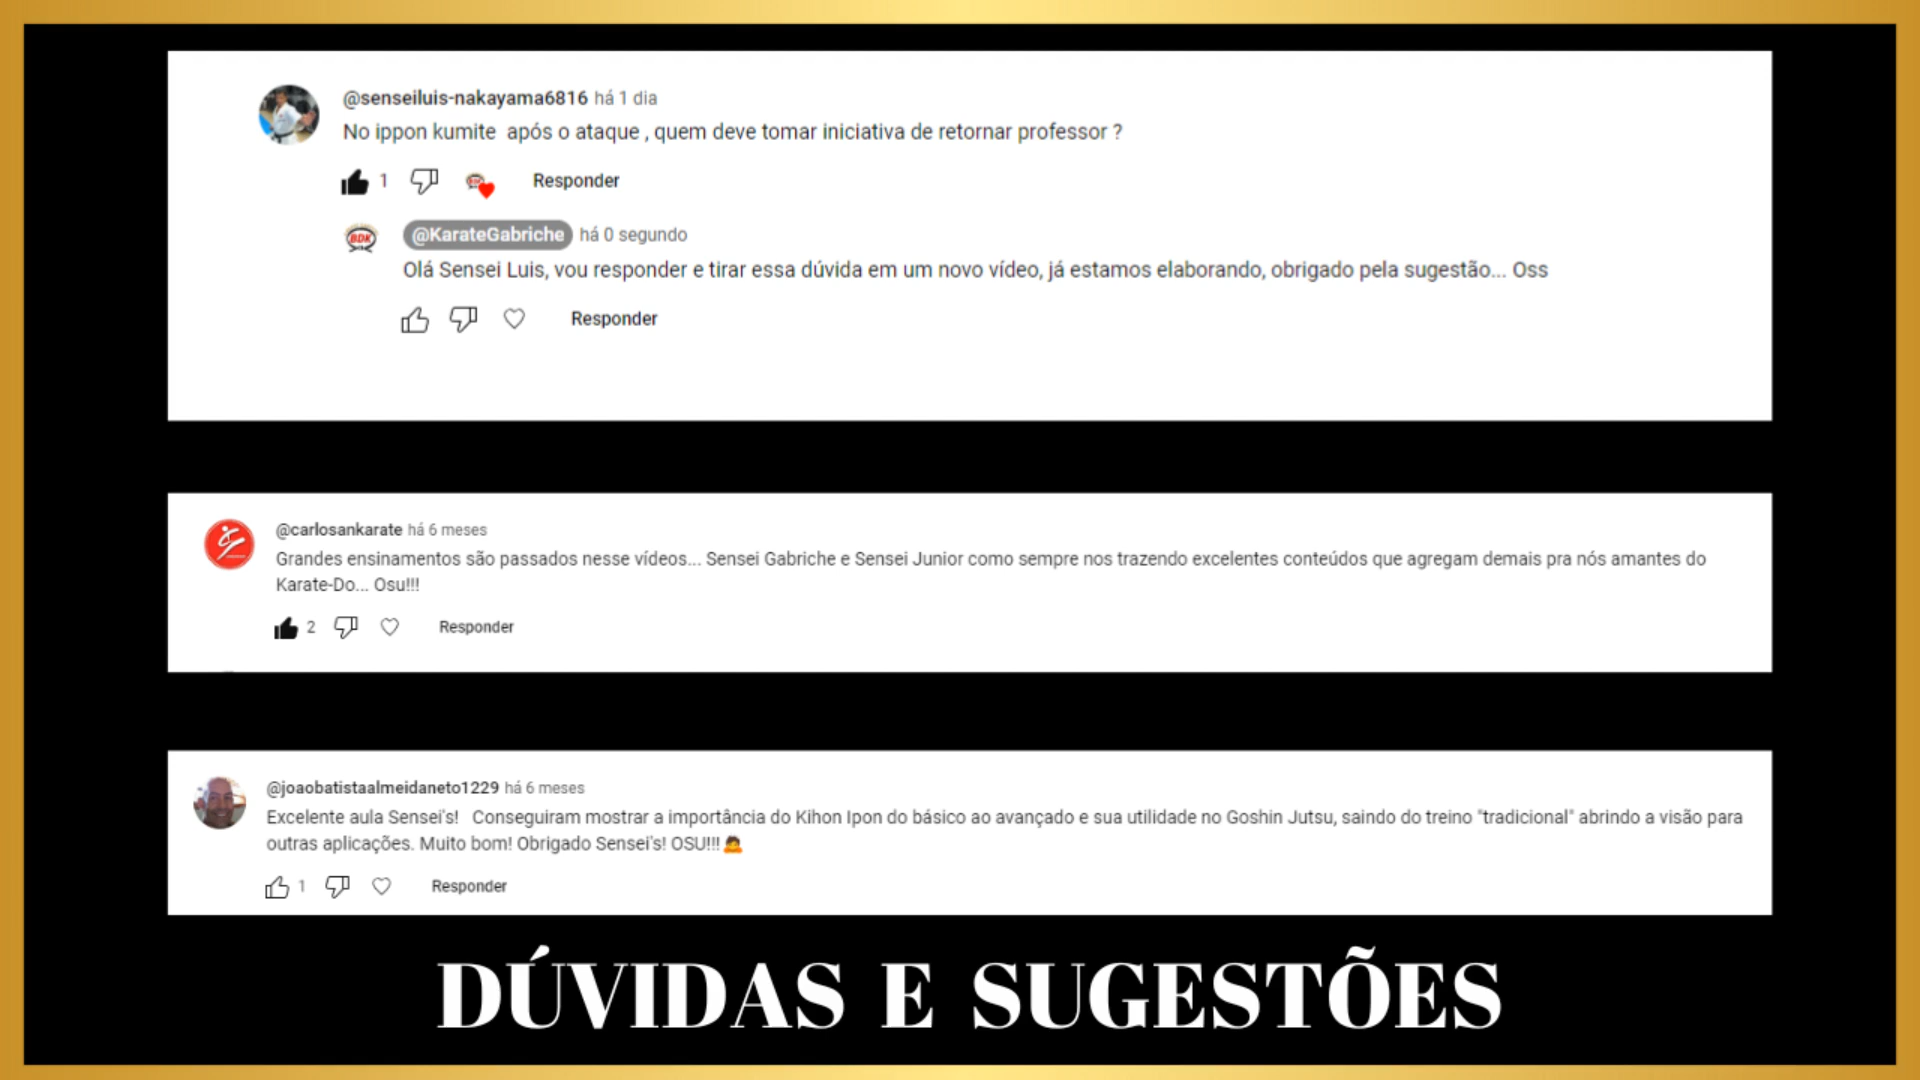 @senseiluis-nakayama6816 há 1 dia
No ippon kumite  após o ataque , quem deve tomar iniciativa de retornar professor ?
1 Responder
BDK @KarateGabriche há 0 segundo
Olá Sensei Luis, vou responder e tirar essa dúvida em um novo vídeo, já estamos elaborando, obrigado pela sugestão... Oss
Responder
@carlosankarate há 6 meses
Grandes ensinamentos são passados nesse vídeos... Sensei Gabriche e Sensei Junior como sempre nos trazendo excelentes conteúdos que agregam demais pra nós amantes do
Karate-Do... Osu!!!
2 Responder
@joaobatistaalmeidaneto1229 há 6 meses
Excelente aula Sensei's!   Conseguiram mostrar a importância do Kihon Ipon do básico ao avançado e sua utilidade no Goshin Jutsu, saindo do treino "tradicional" abrindo a visão para
outras aplicações. Muito bom! Obrigado Sensei's! OSU!!! 🙇
1 Responder
DÚVIDAS E SUGESTÕES